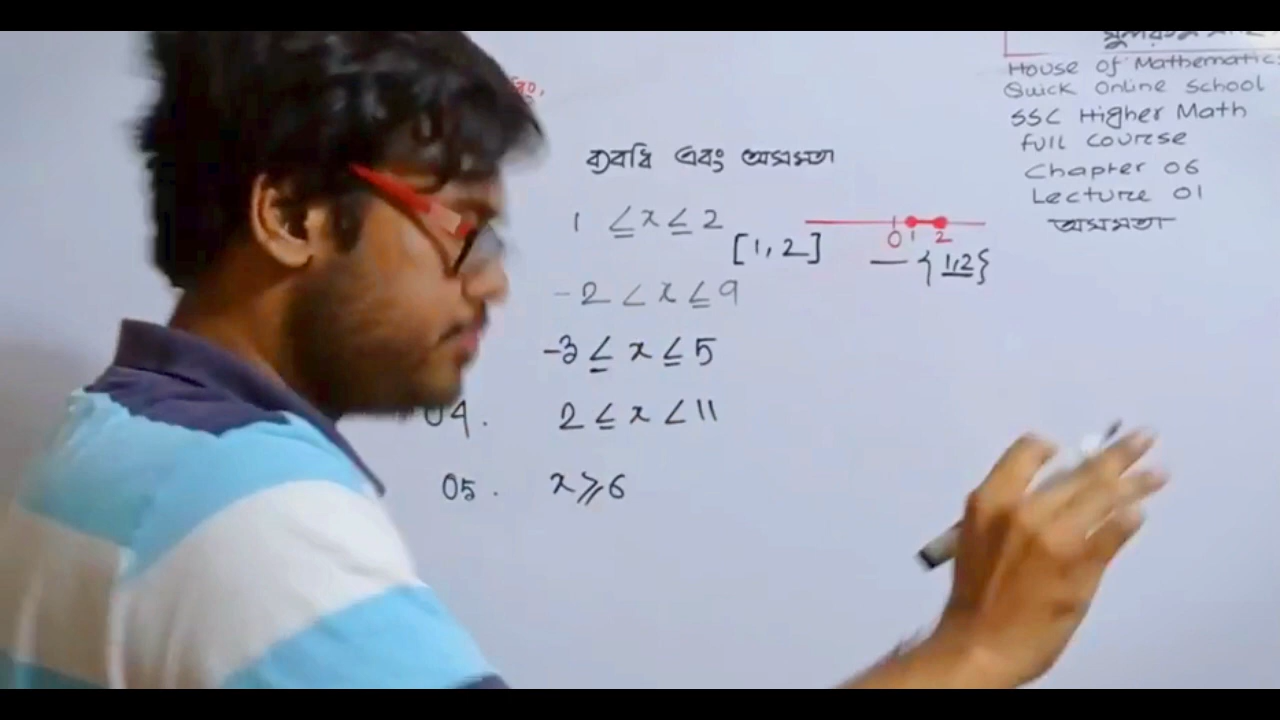 House of Mathematics
Quick Online School
SSC Higher Math
Full Course
Chapter 06
Lecture 01
অসমতা
ব্যবধি এবং অসমতা
1 ≤ x ≤ 2
[1, 2]
0 1 2
{1,2}
-2 < x ≤ 9
-3 ≤ x ≤ 5
04. 2 ≤ x < 11
05. x ⩾ 6